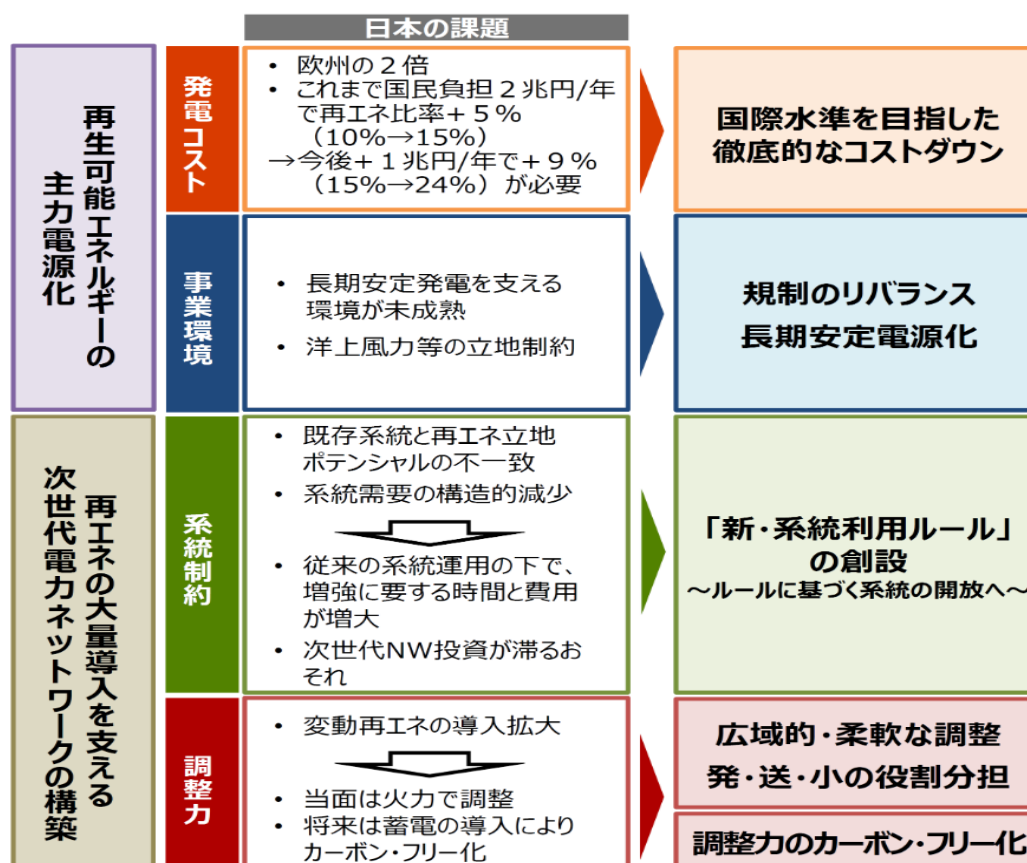 日本の課題
再生可能エネルギーの
主力電源化
発電コスト
・ 欧州の２倍
・ これまで国民負担２兆円/年
で再エネ比率+５%
（10%→15%）
→今後+１兆円/年で+９%
（15%→24%）が必要
国際水準を目指した
徹底的なコストダウン
事業環境
・ 長期安定発電を支える
環境が未成熟
・ 洋上風力等の立地制約
規制のリバランス
長期安定電源化
再エネの大量導入を支える
次世代電力ネットワークの構築
系統制約
・ 既存系統と再エネ立地
ポテンシャルの不一致
・ 系統需要の構造的減少
・ 従来の系統運用の下で、
増強に要する時間と費用
が増大
・ 次世代NW投資が滞るお
それ
「新・系統利用ルール」
の創設
～ルールに基づく系統の開放へ～
調整力
・ 変動再エネの導入拡大
・ 当面は火力で調整
・ 将来は蓄電の導入により
カーボン・フリー化
広域的・柔軟な調整
発・送・小の役割分担
調整力のカーボン・フリー化